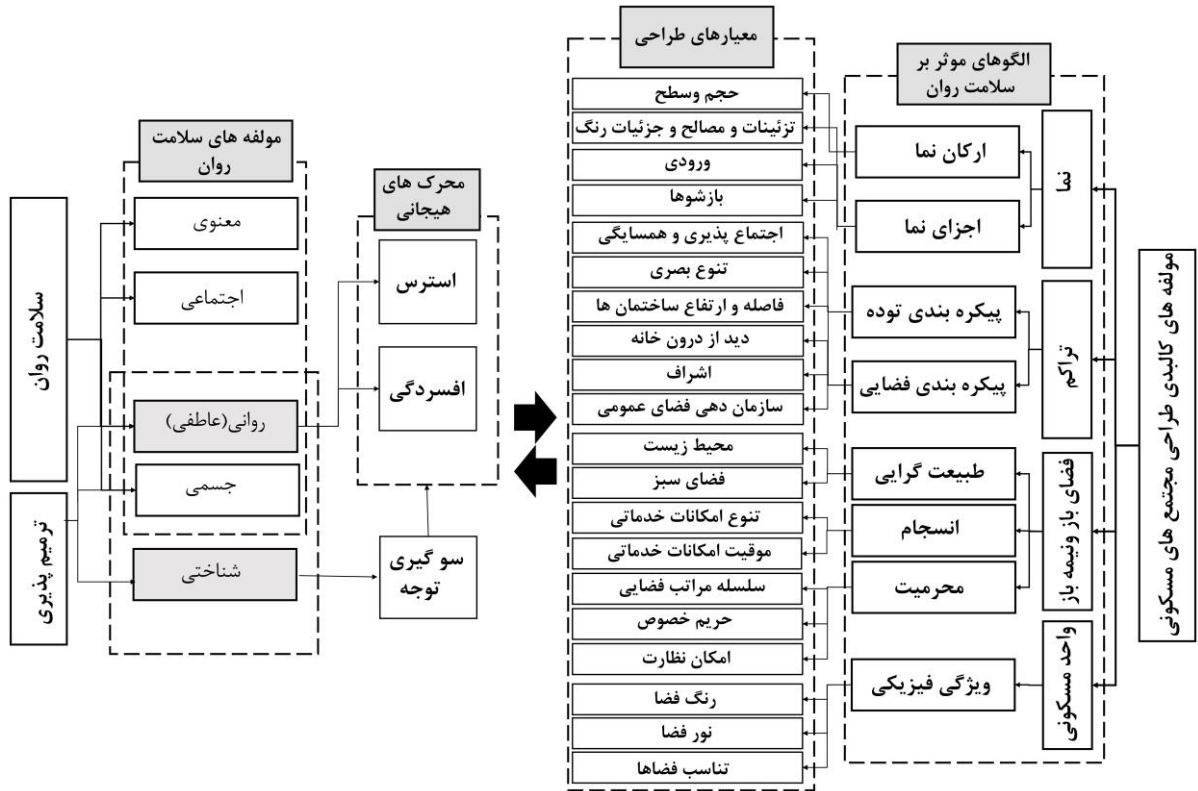 مولفه های کالبدی طراحی مجتمع های مسکونی
الگوهای موثر بر
سلامت روان
نما
تراکم
فضای باز ونیمه باز
واحد مسکونی
ارکان نما
اجزای نما
پیکره بندی توده
پیکره بندی فضایی
طبیعت گرایی
انسجام
محرمیت
ویژگی فیزیکی
معیارهای طراحی
حجم وسطح
تزئینات و مصالح و جزئیات رنگ
ورودی
بازشوها
اجتماع پذیری و همسایگی
تنوع بصری
فاصله و ارتفاع ساختمان ها
دید از درون خانه
اشراف
سازمان دهی فضای عمومی
محیط زیست
فضای سبز
تنوع امکانات خدماتی
موقیت امکانات خدماتی
سلسله مراتب فضایی
حریم خصوص
امکان نظارت
رنگ فضا
نور فضا
تناسب فضاها
محرک های
هیجانی
استرس
افسردگی
سو گیری
توجه
مولفه های سلامت
روان
معنوی
اجتماعی
روانی(عاطفی)
جسمی
شناختی
سلامت روان
ترمیم پذیری